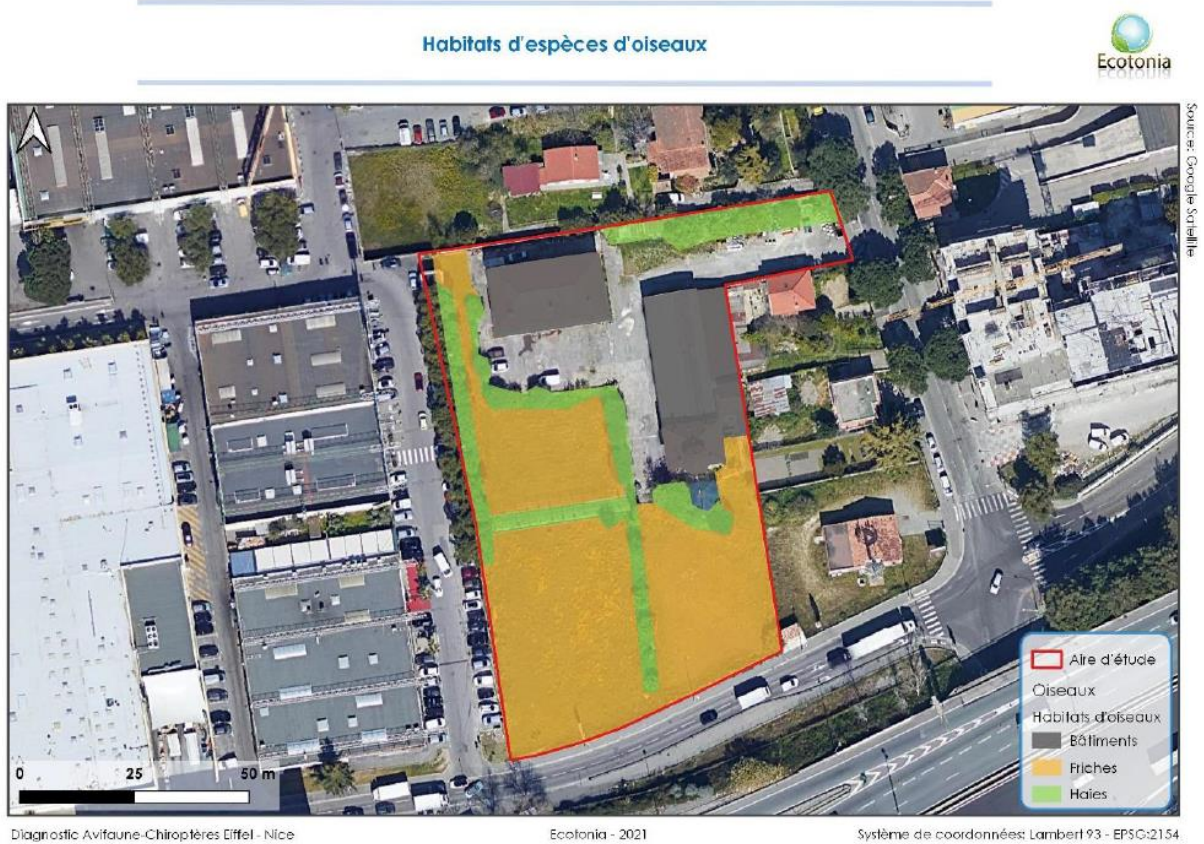 Habitats d'espèces d'oiseaux
Ecotonia
Source: Google Satellite
Aire d'étude
Oiseaux
Habitats d'oiseaux
Bâtiments
Friches
Haies
0 25 50 m
Diagnostic Avifaune-Chiroptères Eiffel - Nice
Ecotonia - 2021
Système de coordonnées: Lambert 93 - EPSG:2154